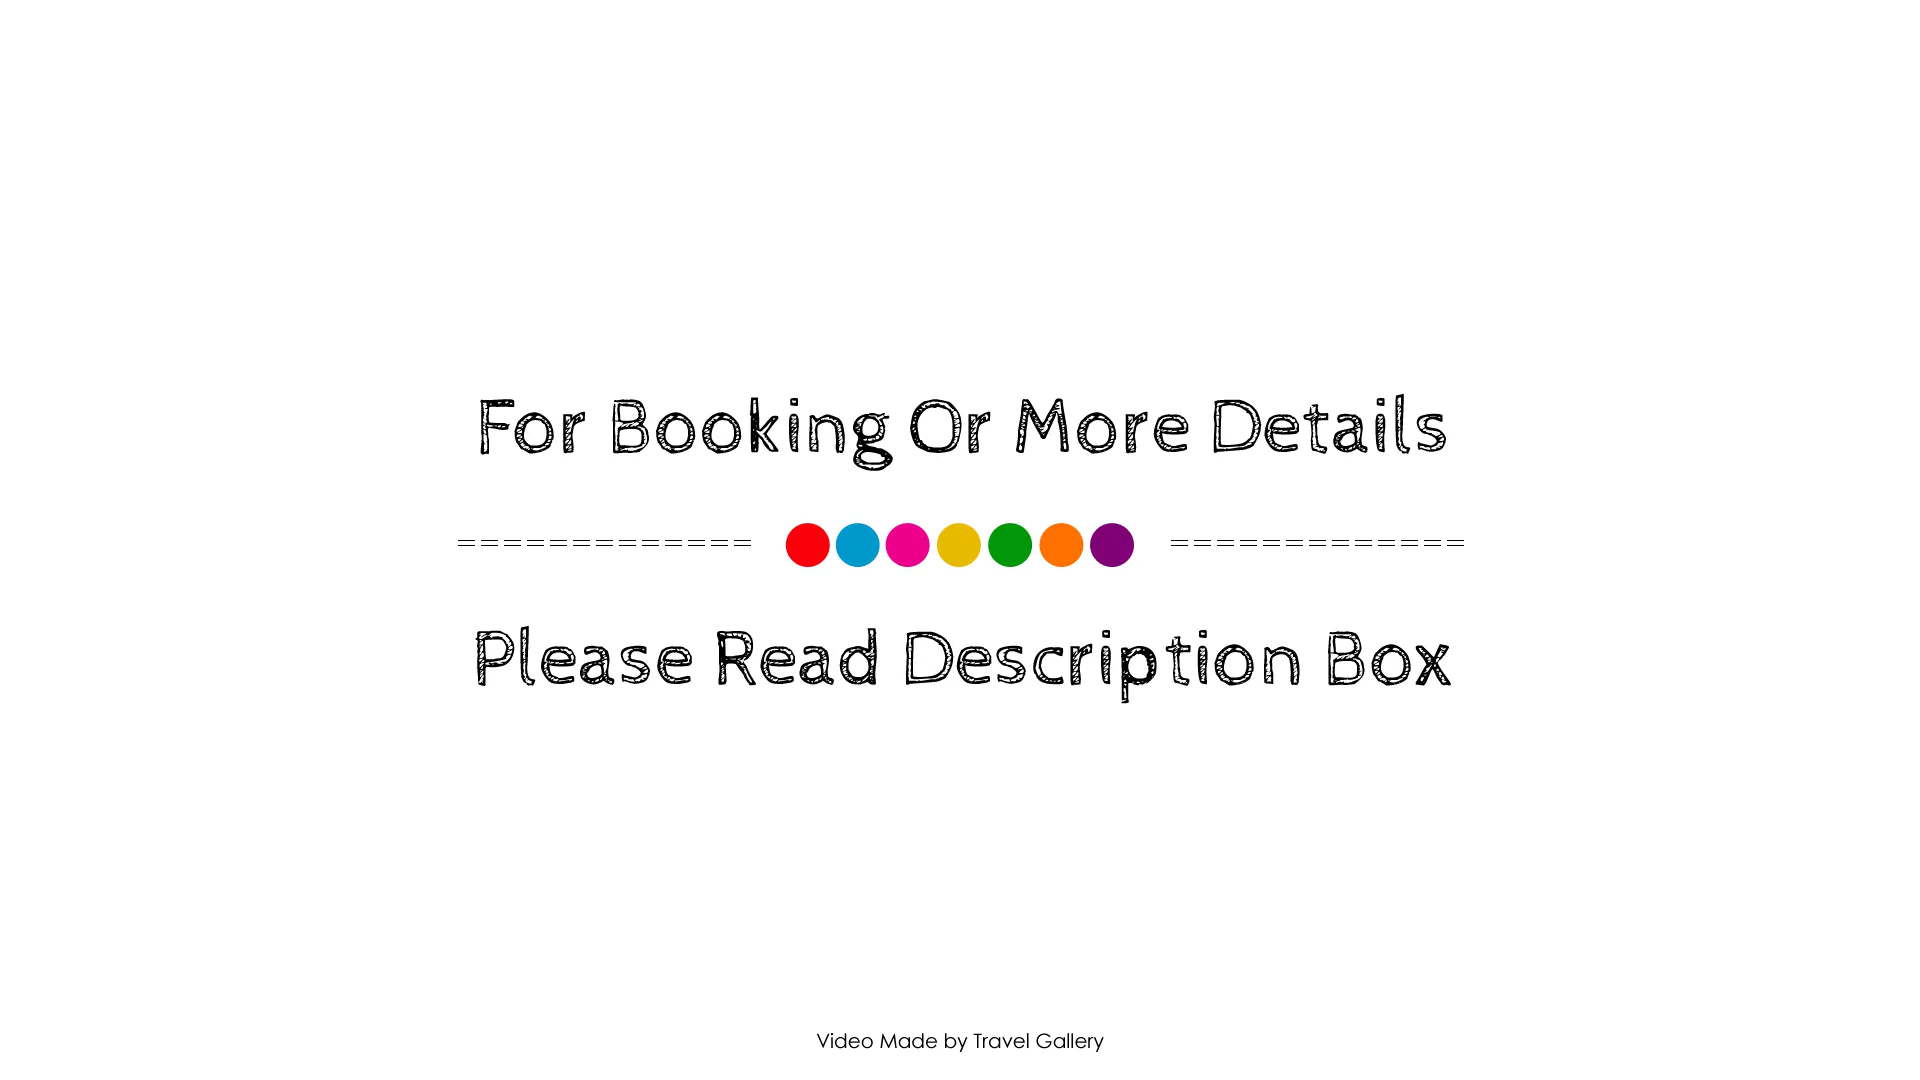 For Booking Or More Details
============= =============
Please Read Description Box
Video Made by Travel Gallery